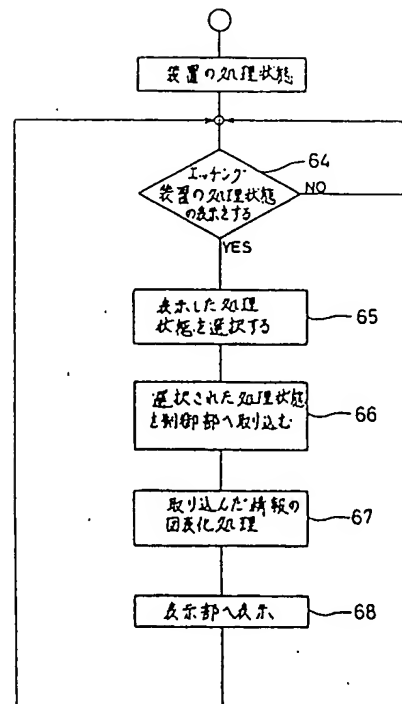 装置の処理状態
エッチング
装置の処理状態
の表示をする
64
NO
YES
表示した処理
状態を選択する
65
選択された処理状態
を制御部へ取り込む
66
取り込んだ情報の
図表化処理
67
表示部へ表示
68